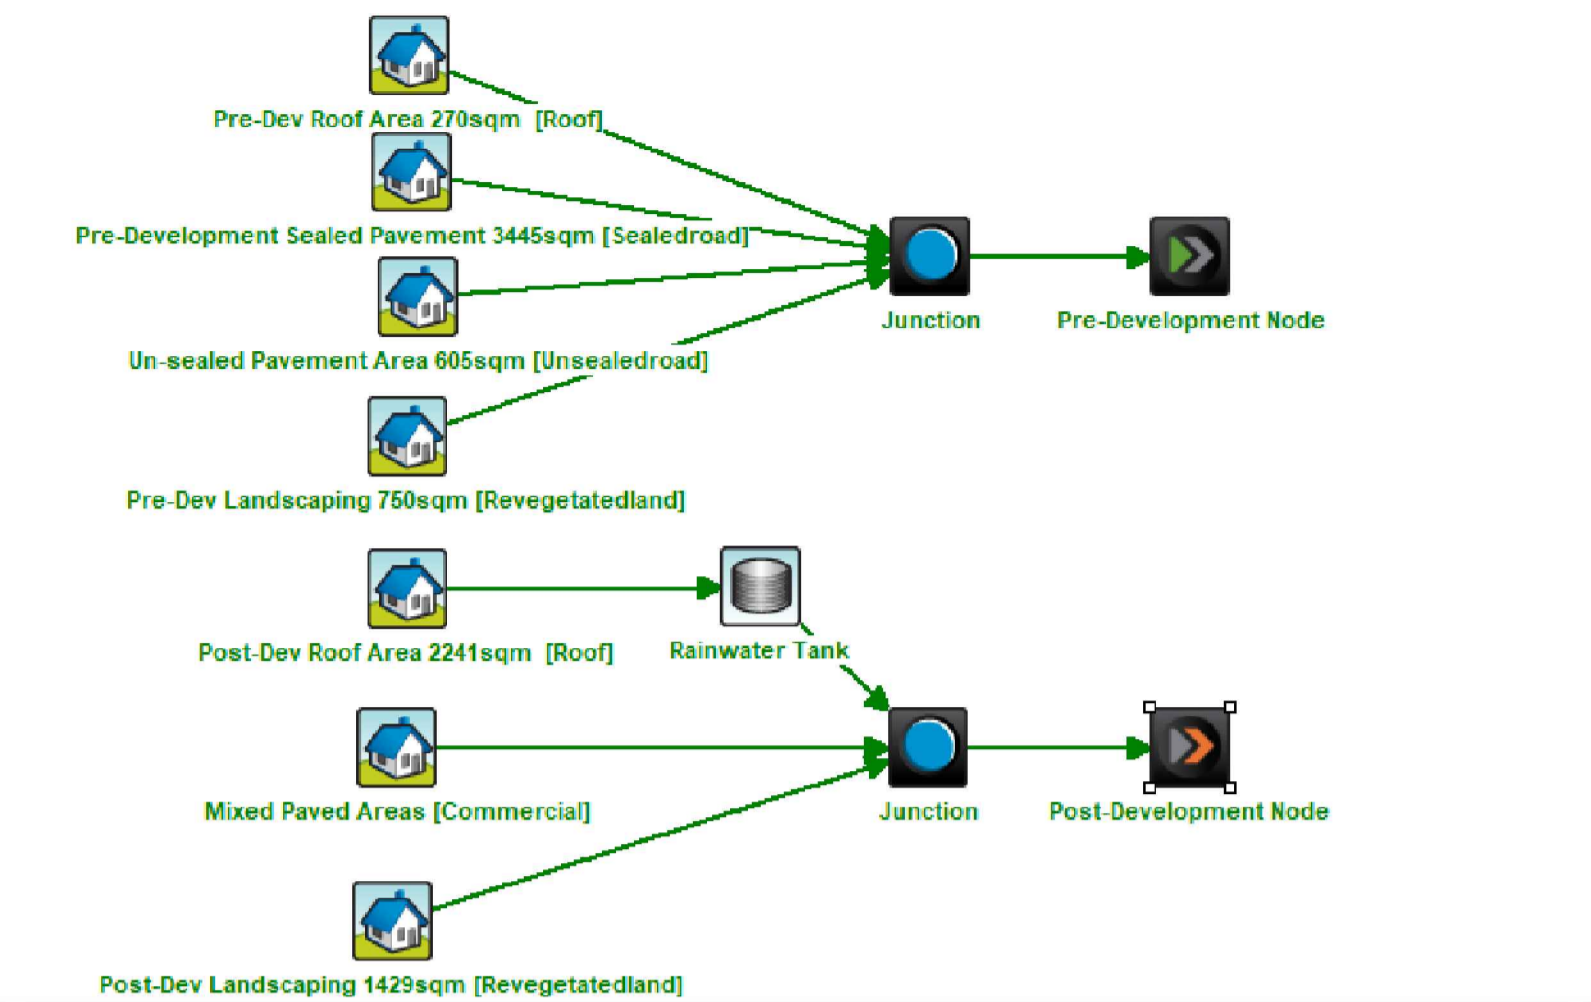 Pre-Dev Roof Area 270sqm [Roof]
Pre-Development Sealed Pavement 3445sqm [Sealedroad]
Junction
Pre-Development Node
Un-sealed Pavement Area 605sqm [Unsealedroad]
Pre-Dev Landscaping 750sqm [Revegetatedland]
Post-Dev Roof Area 2241sqm [Roof]
Rainwater Tank
Mixed Paved Areas [Commercial]
Junction
Post-Development Node
Post-Dev Landscaping 1429sqm [Revegetatedland]